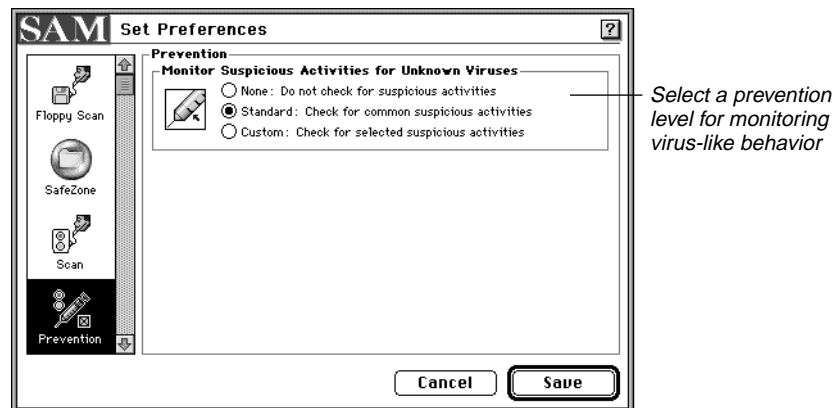 SAM Set Preferences ?
Floppy Scan
SafeZone
Scan
Prevention
Prevention
Monitor Suspicious Activities for Unknown Viruses
None: Do not check for suspicious activities
Standard: Check for common suspicious activities
Custom: Check for selected suspicious activities
Cancel Save
Select a prevention
level for monitoring
virus-like behavior